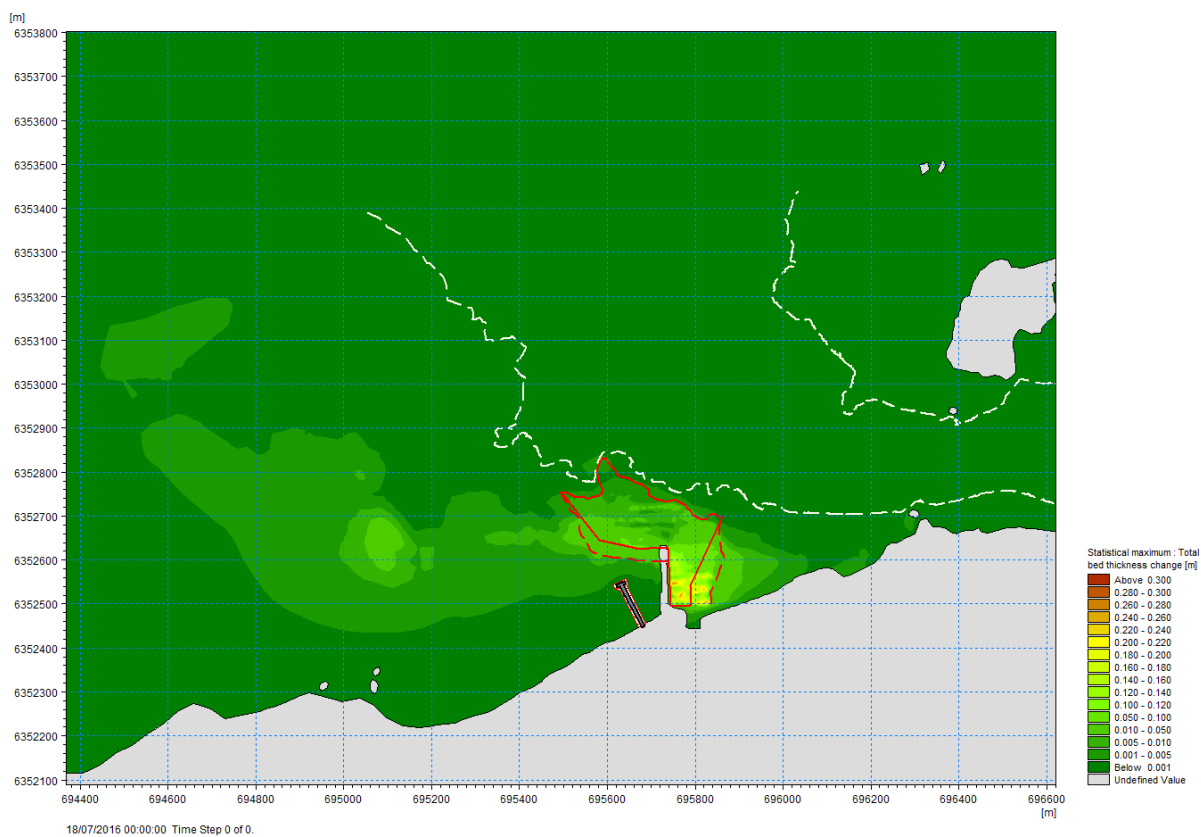 [m]
6353800
6353700
6353600
6353500
6353400
6353300
6353200
6353100
6353000
6352900
6352800
6352700
6352600
6352500
6352400
6352300
6352200
6352100
694400 694600 694800 695000 695200 695400 695600 695800 696000 696200 696400 696600
[m]
18/07/2016 00:00:00 Time Step 0 of 0.
Statistical maximum : Total
bed thickness change [m]
Above 0.300
0.280 - 0.300
0.260 - 0.280
0.240 - 0.260
0.220 - 0.240
0.200 - 0.220
0.180 - 0.200
0.160 - 0.180
0.140 - 0.160
0.120 - 0.140
0.100 - 0.120
0.050 - 0.100
0.010 - 0.050
0.005 - 0.010
0.001 - 0.005
Below 0.001
Undefined Value